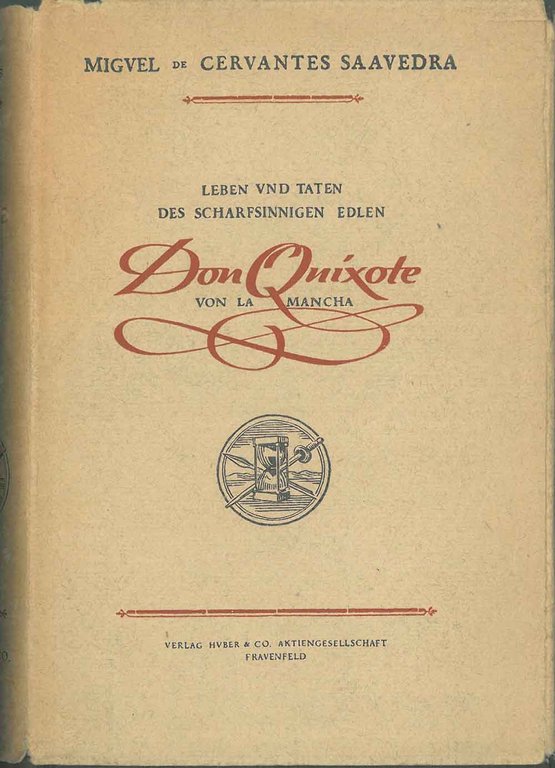 MIGVEL DE CERVANTES SAAVEDRA
LEBEN VND TATEN
DES SCHARFSINNIGEN EDLEN
Don Quixote
VON LA MANCHA
VERLAG HVBER & CO. AKTIENGESELLSCHAFT
FRAVENFELD